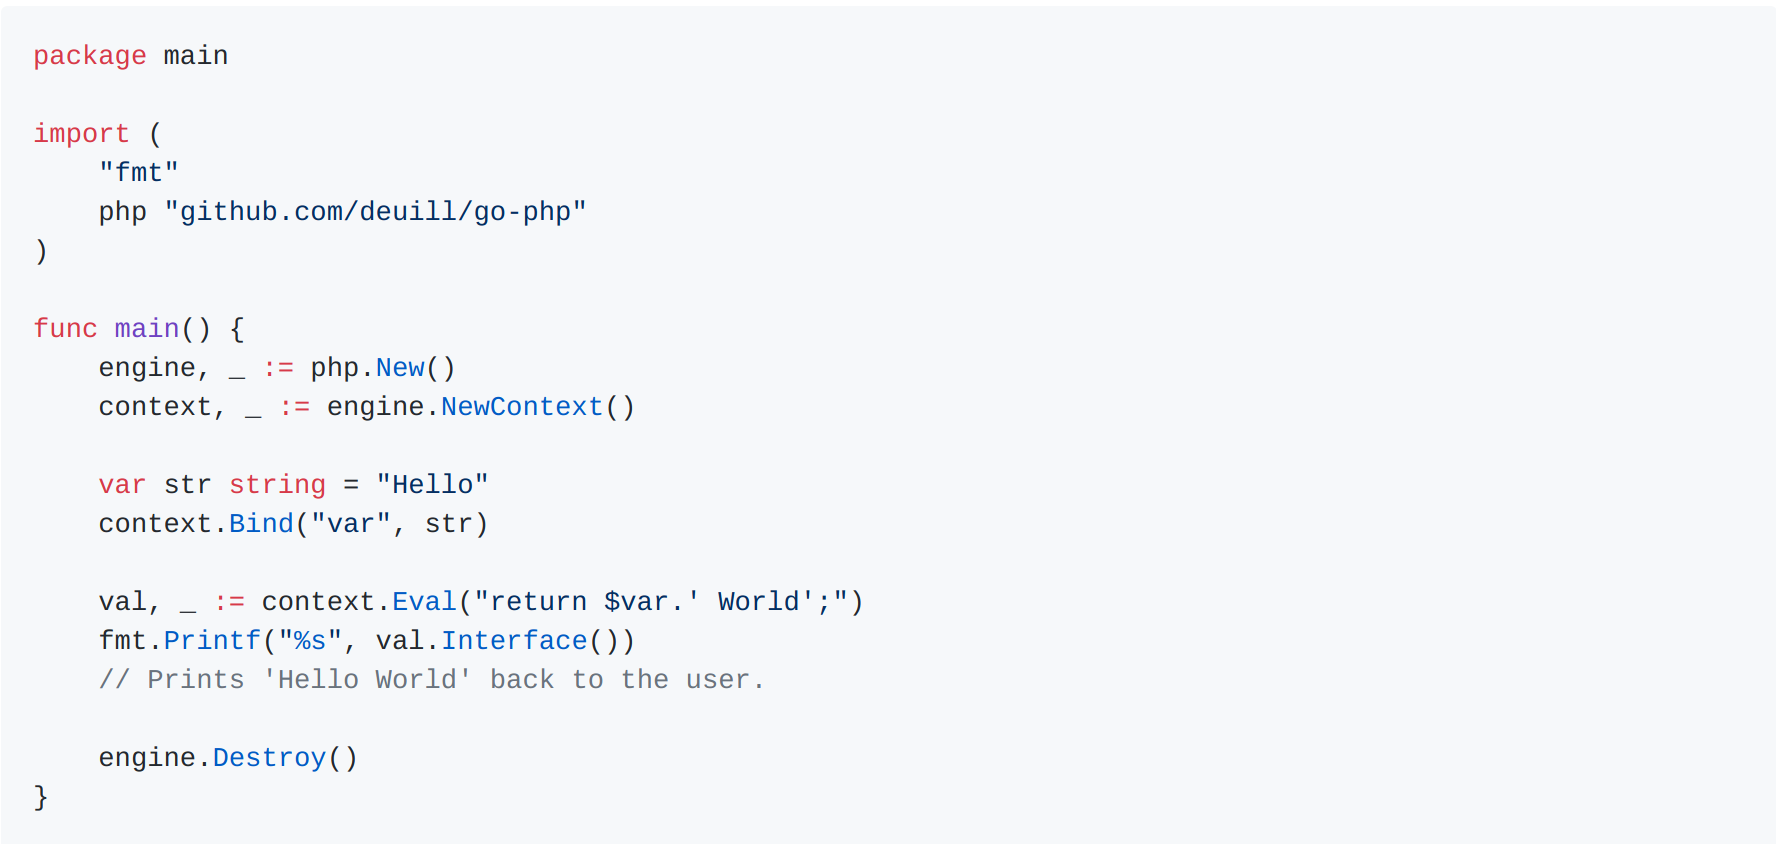 package main
import (
"fmt"
php "github.com/deuill/go-php"
)
func main() {
engine, _ := php.New()
context, _ := engine.NewContext()
var str string = "Hello"
context.Bind("var", str)
val, _ := context.Eval("return $var.' World';")
fmt.Printf("%s", val.Interface())
// Prints 'Hello World' back to the user.
engine.Destroy()
}